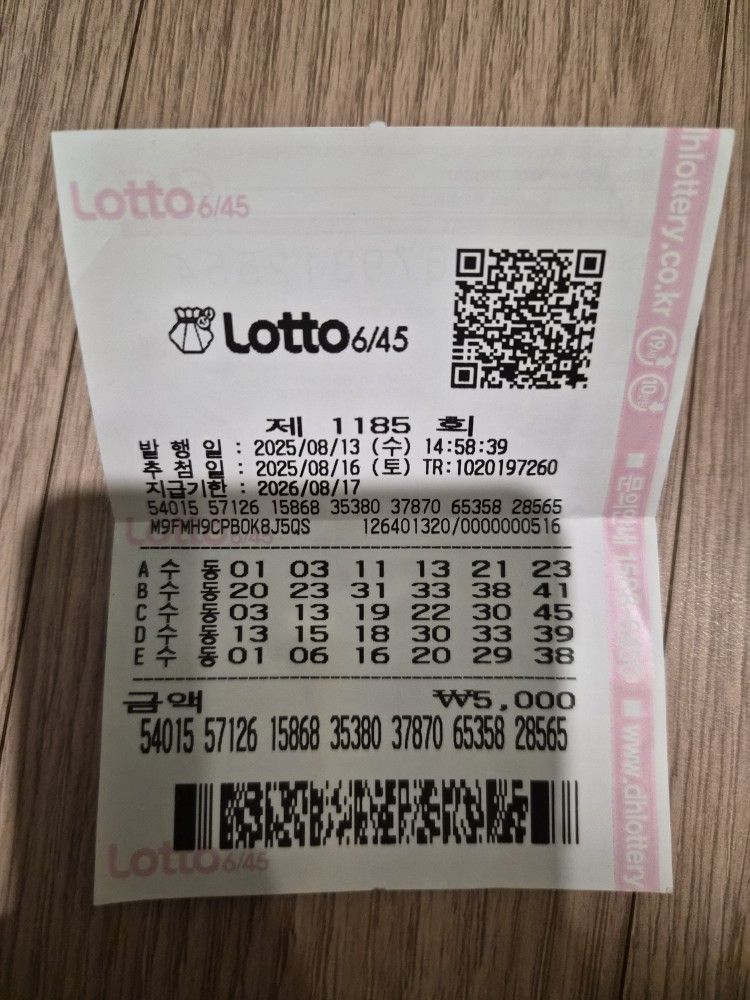 Lotto 6/45
Lotto 6/45
제 1185 회
발 행 일 : 2025/08/13 (수) 14:58:39
추 첨 일 : 2025/08/16 (토) TR:1020197260
지급기한 : 2026/08/17
54015 57126 15868 35380 37870 65358 28565
M9FMH9CPBOK8J5QS 126401320/0000000516
A 수 동 01 03 11 13 21 23
B 수 동 20 23 31 33 38 41
C 수 동 03 13 19 22 30 45
D 수 동 13 15 18 30 33 39
E 수 동 01 06 16 20 29 38
금액 ₩5,000
54015 57126 15868 35380 37870 65358 28565
Lotto 6/45
dhlottery.co.kr
www.dhlottery